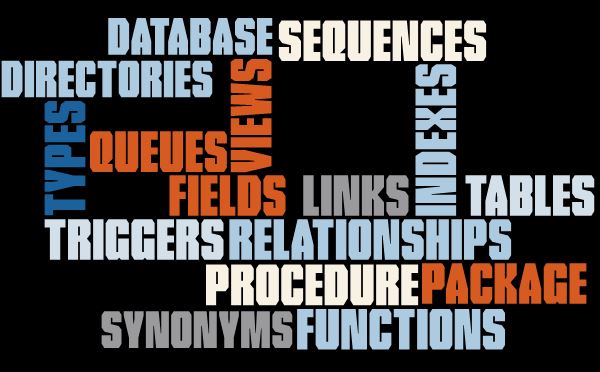 DATABASE
SEQUENCES
DIRECTORIES
VIEWS
INDEXES
TYPES
QUEUES
FIELDS
LINKS
TABLES
TRIGGERS
RELATIONSHIPS
PROCEDURE
PACKAGE
SYNONYMS
FUNCTIONS